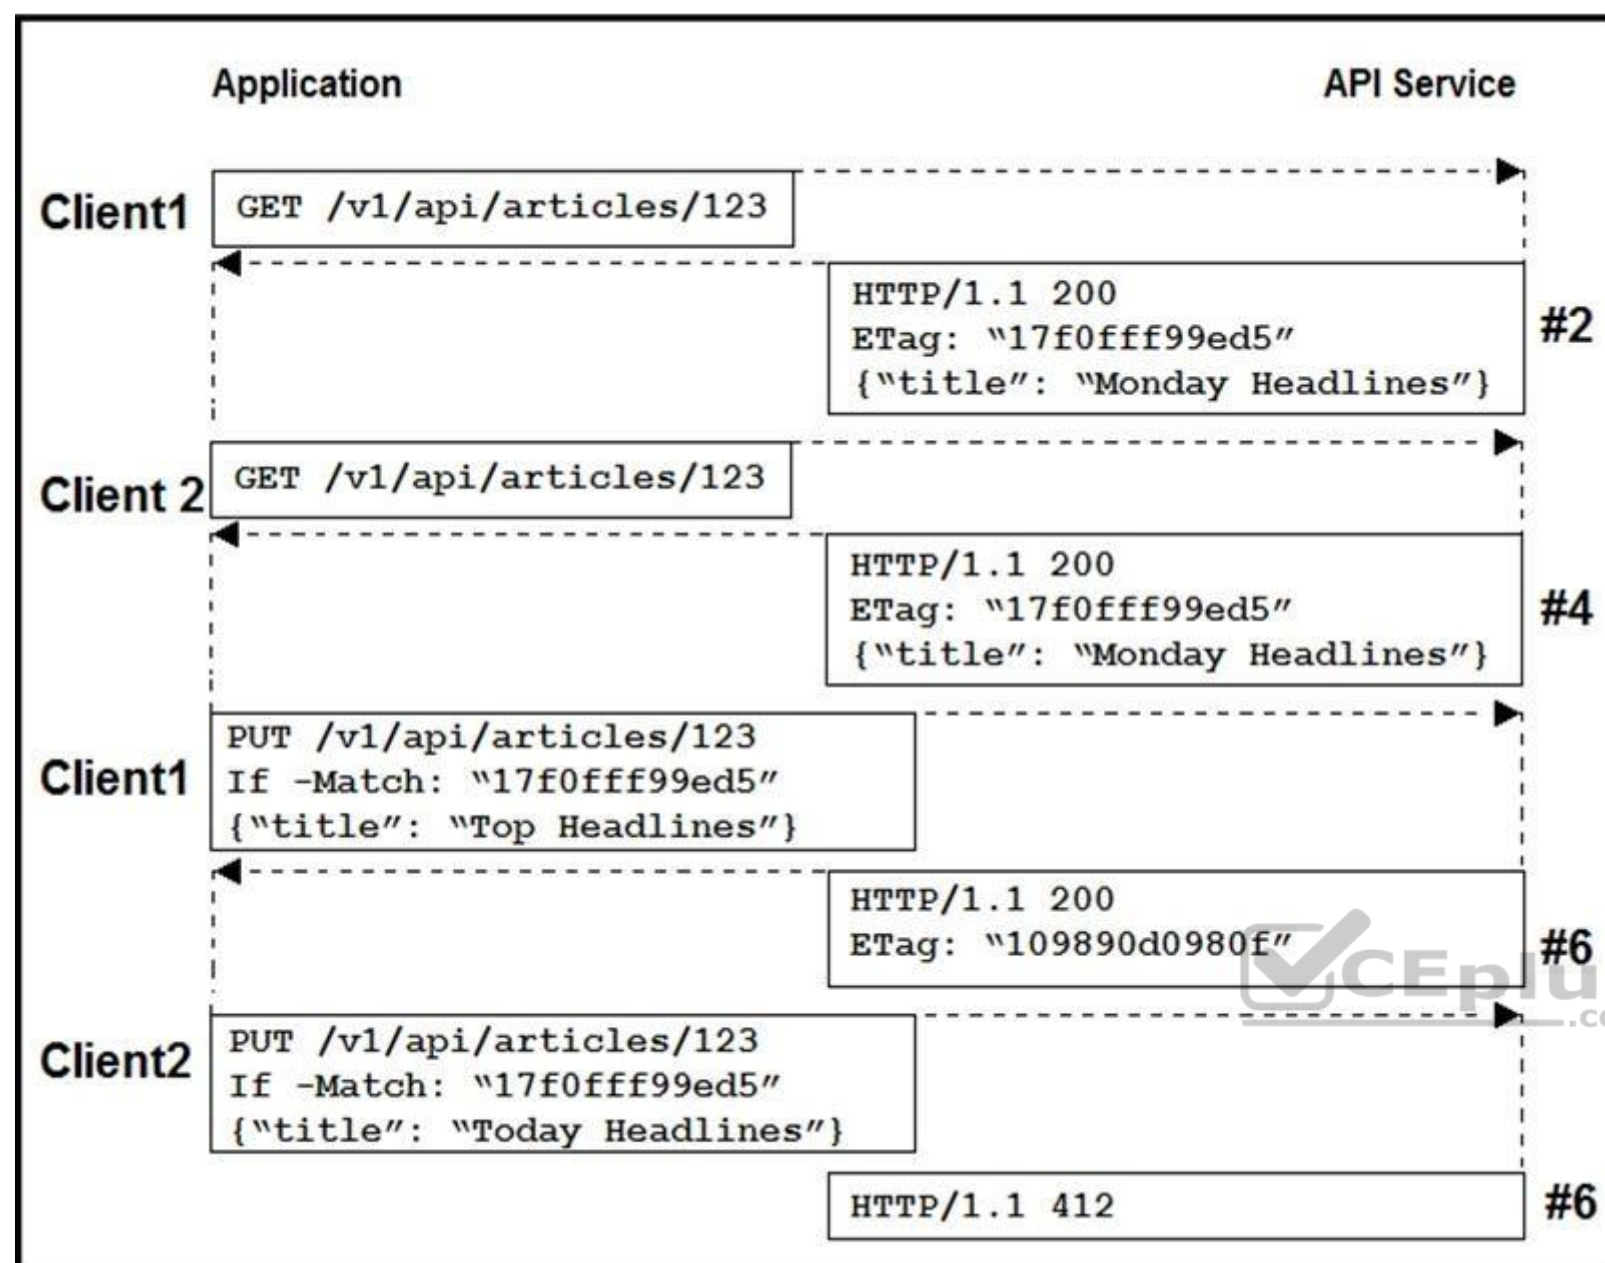 Application API Service
Client1
GET /v1/api/articles/123
HTTP/1.1 200
ETag: “17f0fff99ed5”
{“title”: “Monday Headlines”}
#2
Client 2
GET /v1/api/articles/123
HTTP/1.1 200
ETag: “17f0fff99ed5”
{“title”: “Monday Headlines”}
#4
Client1
PUT /v1/api/articles/123
If -Match: “17f0fff99ed5”
{“title”: “Top Headlines”}
HTTP/1.1 200
ETag: “109890d0980f”
#6
CEplu
.co
Client2
PUT /v1/api/articles/123
If -Match: “17f0fff99ed5”
{“title”: “Today Headlines”}
HTTP/1.1 412
#6